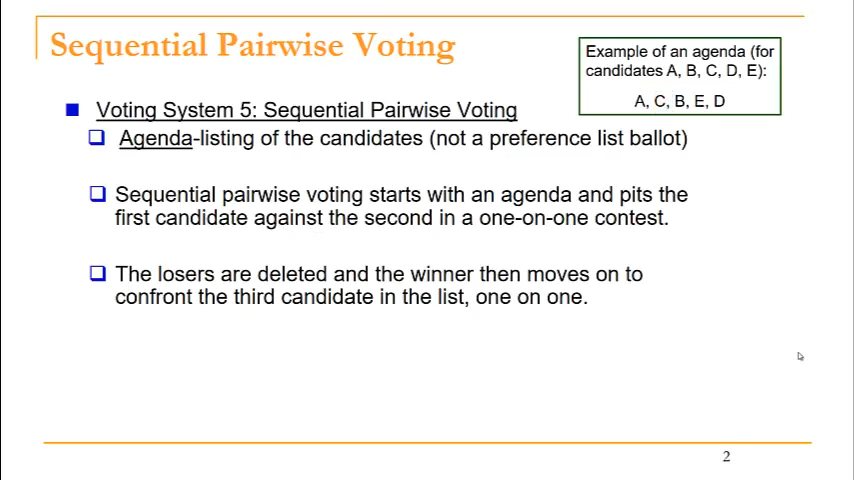 Sequential Pairwise Voting
Example of an agenda (for
candidates A, B, C, D, E):
A, C, B, E, D
Voting System 5: Sequential Pairwise Voting
Agenda-listing of the candidates (not a preference list ballot)
Sequential pairwise voting starts with an agenda and pits the
first candidate against the second in a one-on-one contest.
The losers are deleted and the winner then moves on to
confront the third candidate in the list, one on one.
2